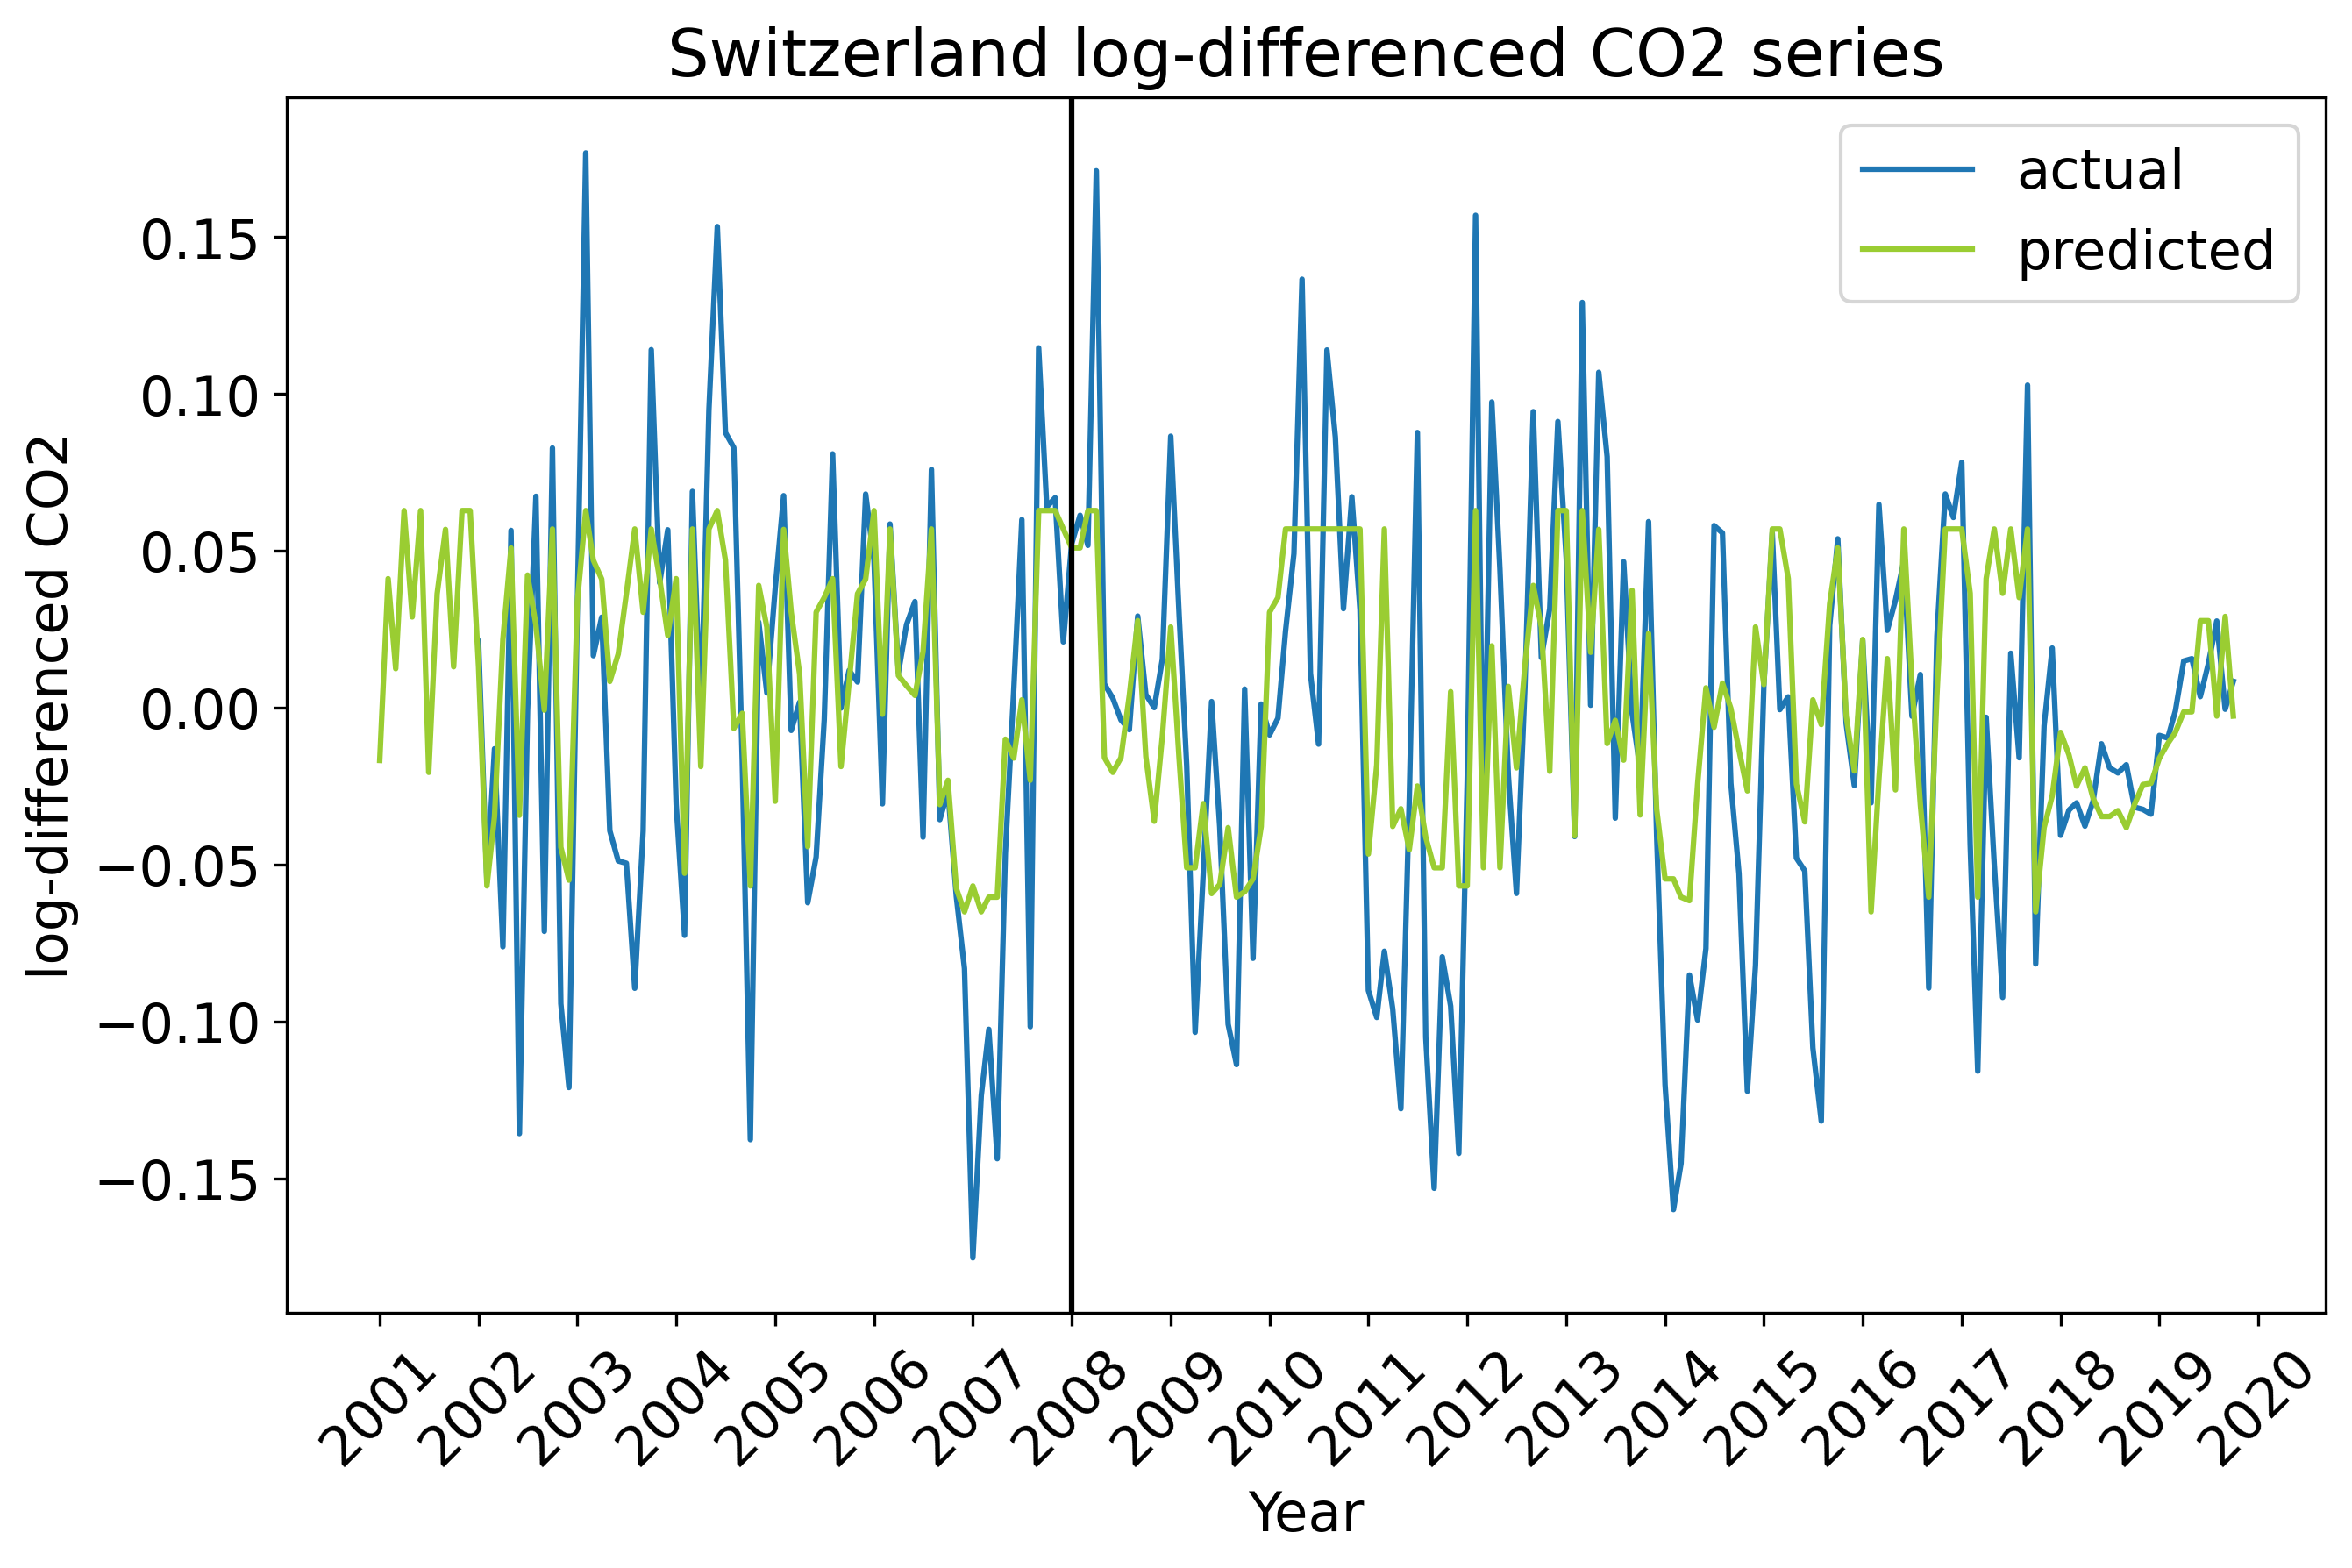 Switzerland log-differenced CO2 series
actual
predicted
log-differenced CO2
0.15
0.10
0.05
0.00
−0.05
−0.10
−0.15
2001 2002 2003 2004 2005 2006 2007 2008 2009 2010 2011 2012 2013 2014 2015 2016 2017 2018 2019 2020
Year